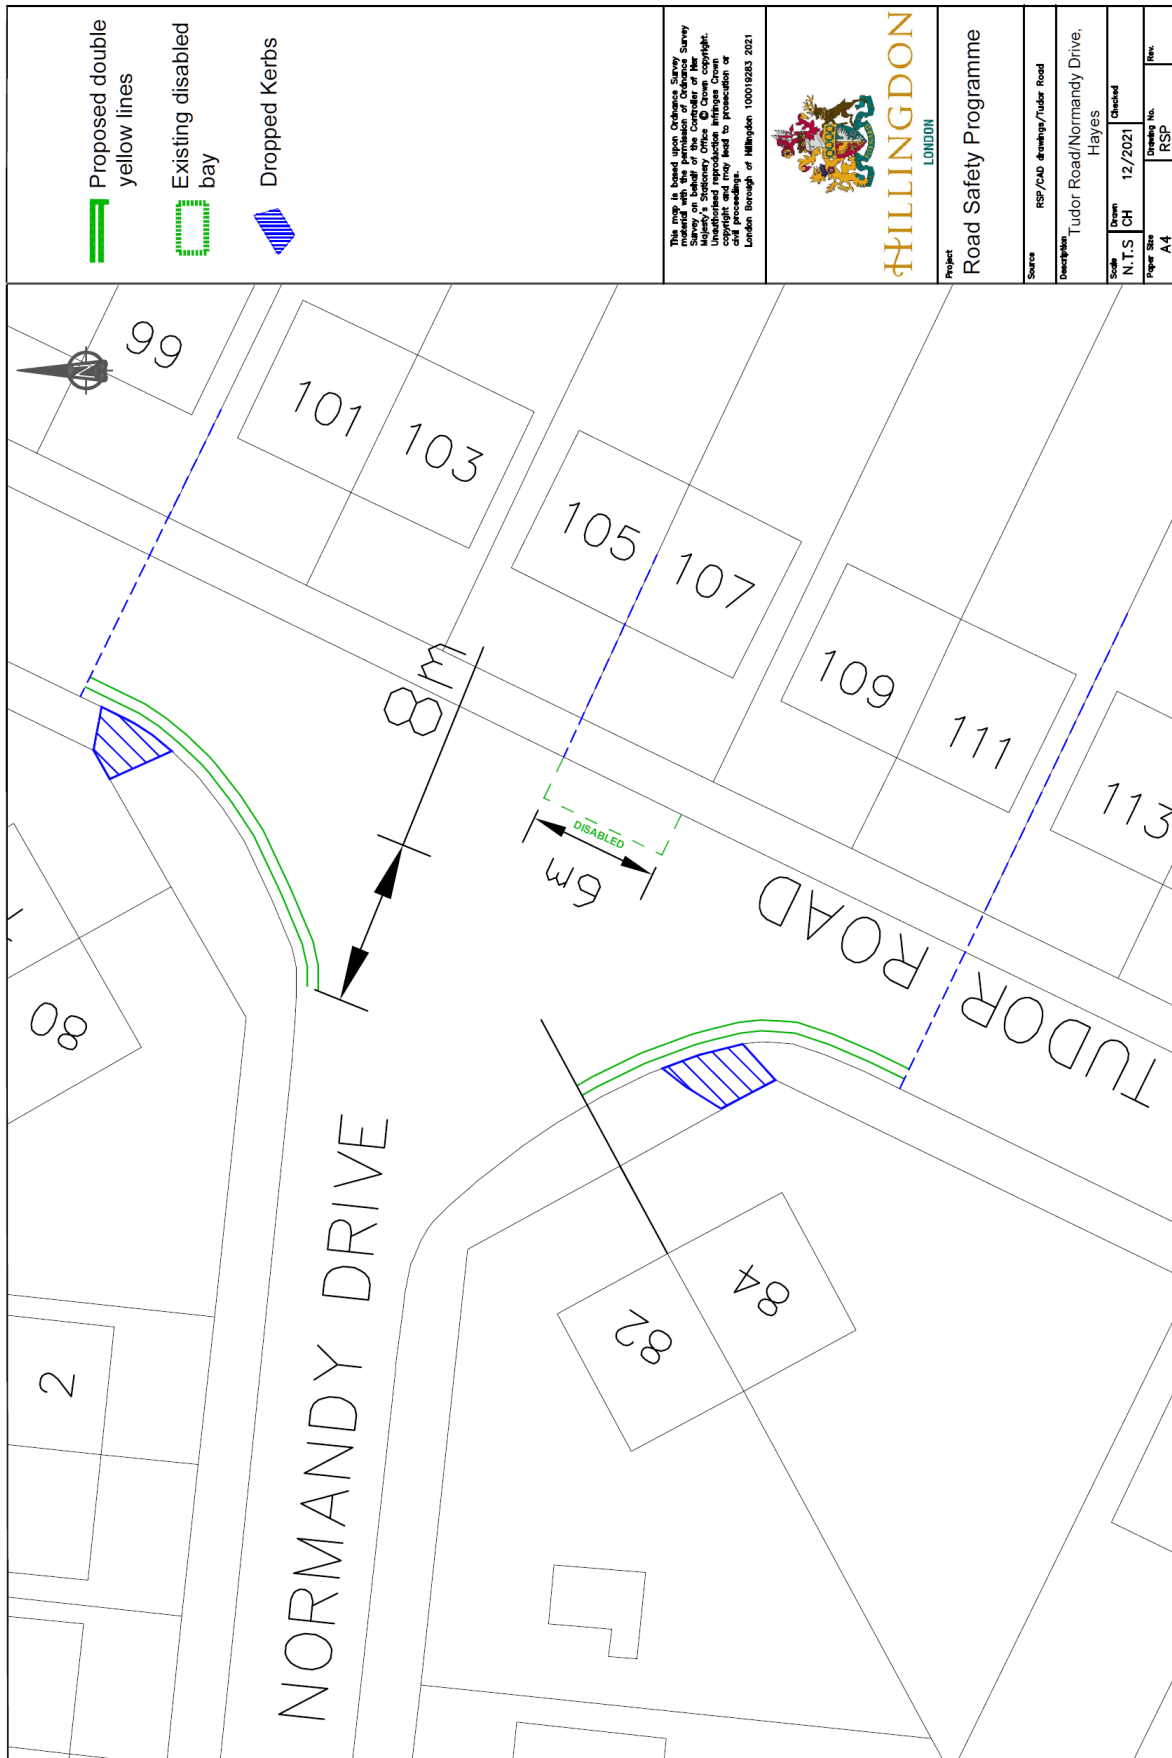 Proposed double
yellow lines
Existing disabled
bay
Dropped Kerbs
This map is based upon Ordnance Survey
material with the permission of Ordnance Survey
Survey on behalf of the Controller of Her
Majesty's Stationery Office © Crown copyright.
Unauthorised reproduction infringes Crown
copyright and may lead to prosecution or
civil proceedings.
London Borough of Hillingdon 100019283 2021
HILLINGDON
LONDON
Project
Road Safety Programme
Source
RSP/CAD drawings/Tudor Road
Description
Tudor Road/Normandy Drive,
Hayes
Scale
N.T.S
Drawn
CH
12/2021
Checked
Paper Size
A4
Drawing No.
RSP
Rev.
N
99
101
103
105
107
109
111
113
8m
DISABLED
6m
TUDOR ROAD
NORMANDY DRIVE
80
2
82
84